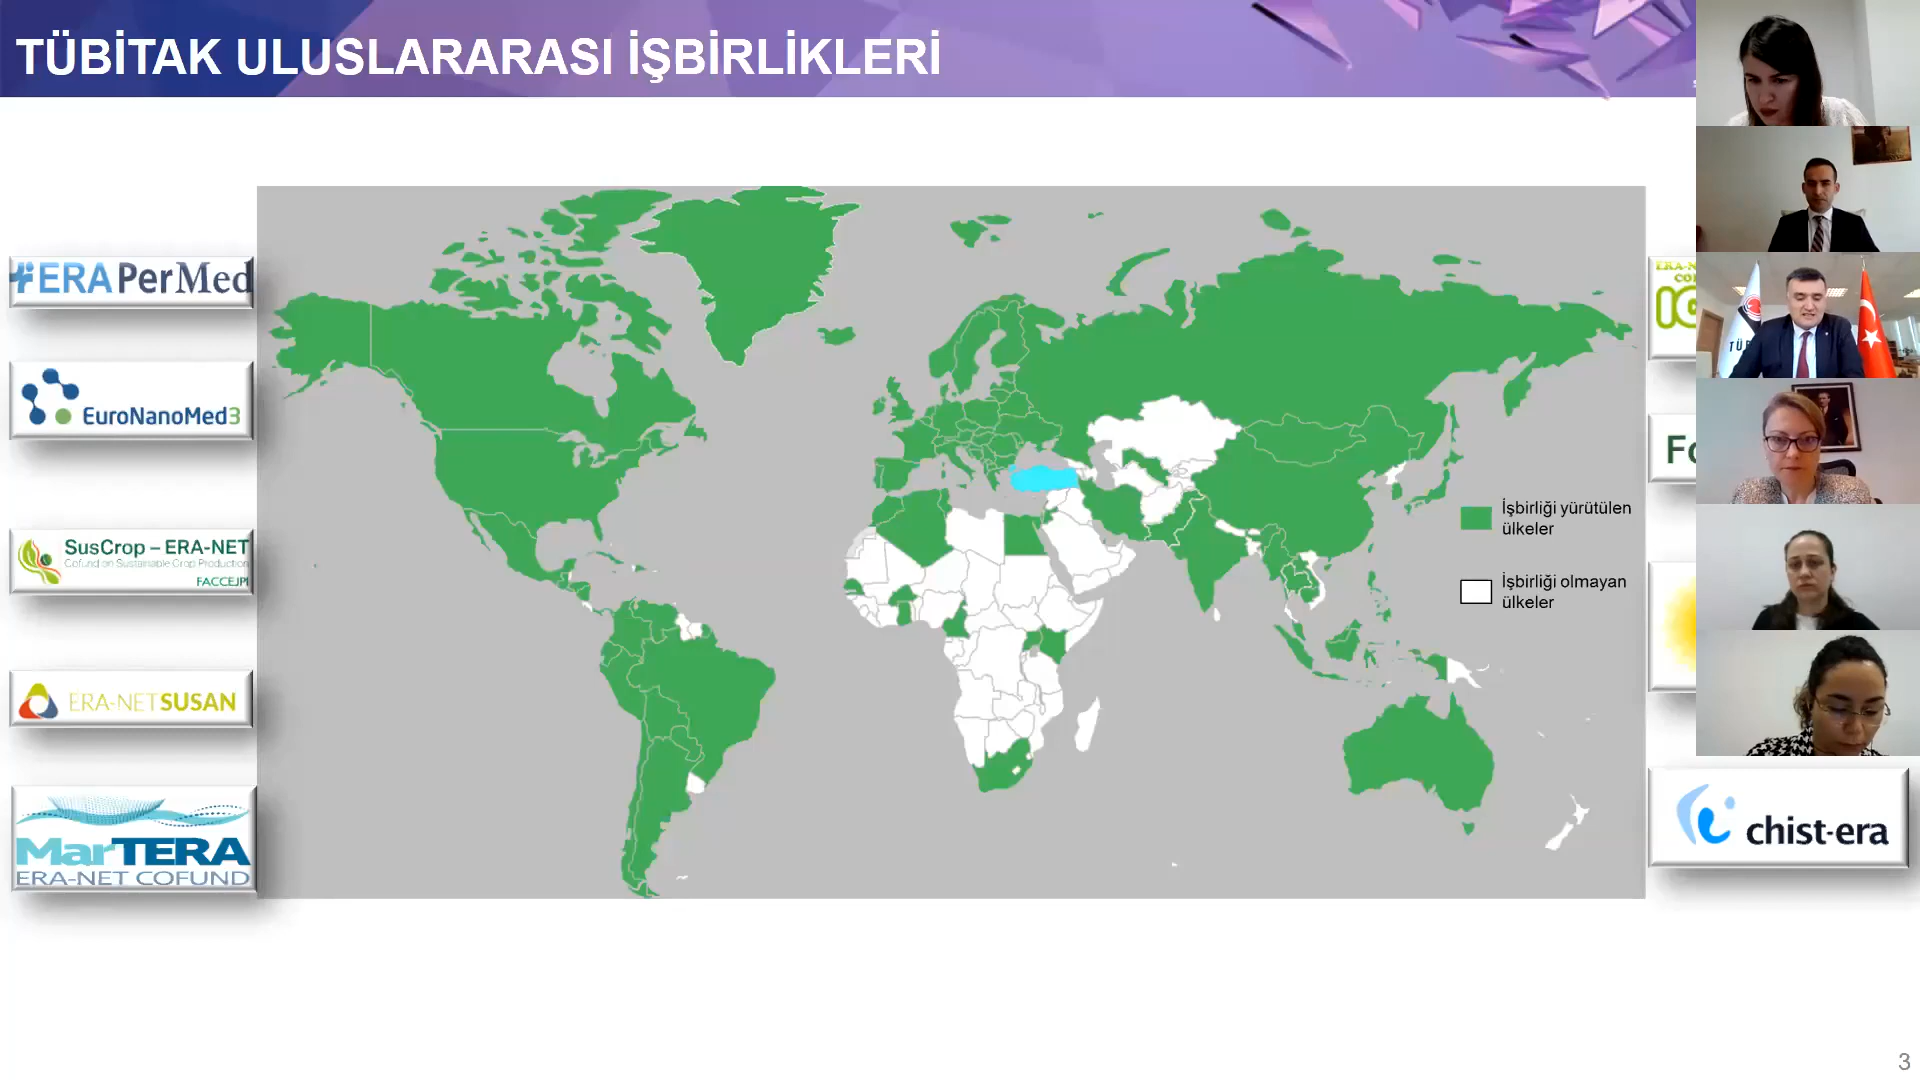 TÜBİTAK ULUSLARARASI İŞBİRLİKLERİ
ERA PerMed
EuroNanoMed3
SusCrop – ERA-NET
Cofund on Sustainable Crop Production
FACCEJPI
ERA-NET SUSAN
MarTERA
ERA-NET COFUND
İşbirliği yürütülen
ülkeler
İşbirliği olmayan
ülkeler
chist-era
3